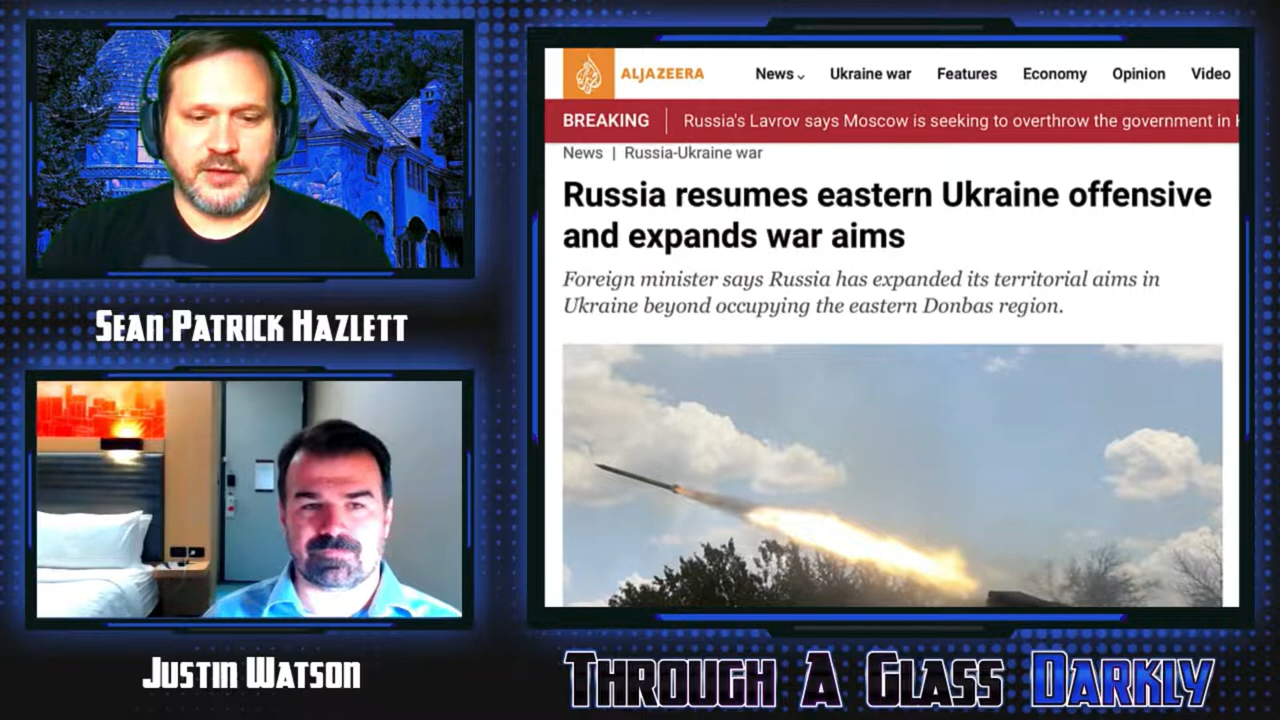 SEAN PATRICK HAZLETT
JUSTIN WATSON
ALJAZEERA
News Ukraine war Features Economy Opinion Video
BREAKING Russia's Lavrov says Moscow is seeking to overthrow the government in
News | Russia-Ukraine war
Russia resumes eastern Ukraine offensive
and expands war aims
Foreign minister says Russia has expanded its territorial aims in
Ukraine beyond occupying the eastern Donbas region.
THROUGH A GLASS DARKLY